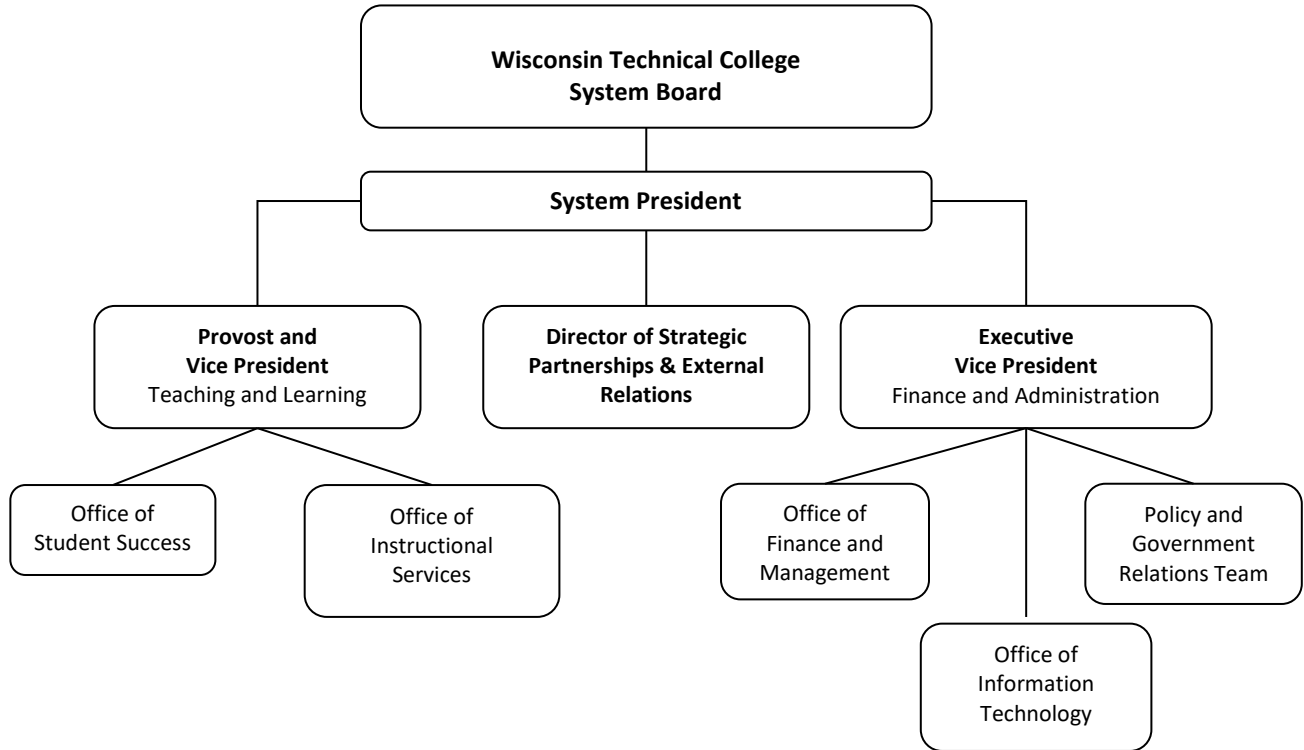 Wisconsin Technical College
System Board
System President
Provost and
Vice President
Teaching and Learning
Director of Strategic
Partnerships & External
Relations
Executive
Vice President
Finance and Administration
Office of
Student Success
Office of
Instructional
Services
Office of
Finance and
Management
Policy and
Government
Relations Team
Office of
Information
Technology